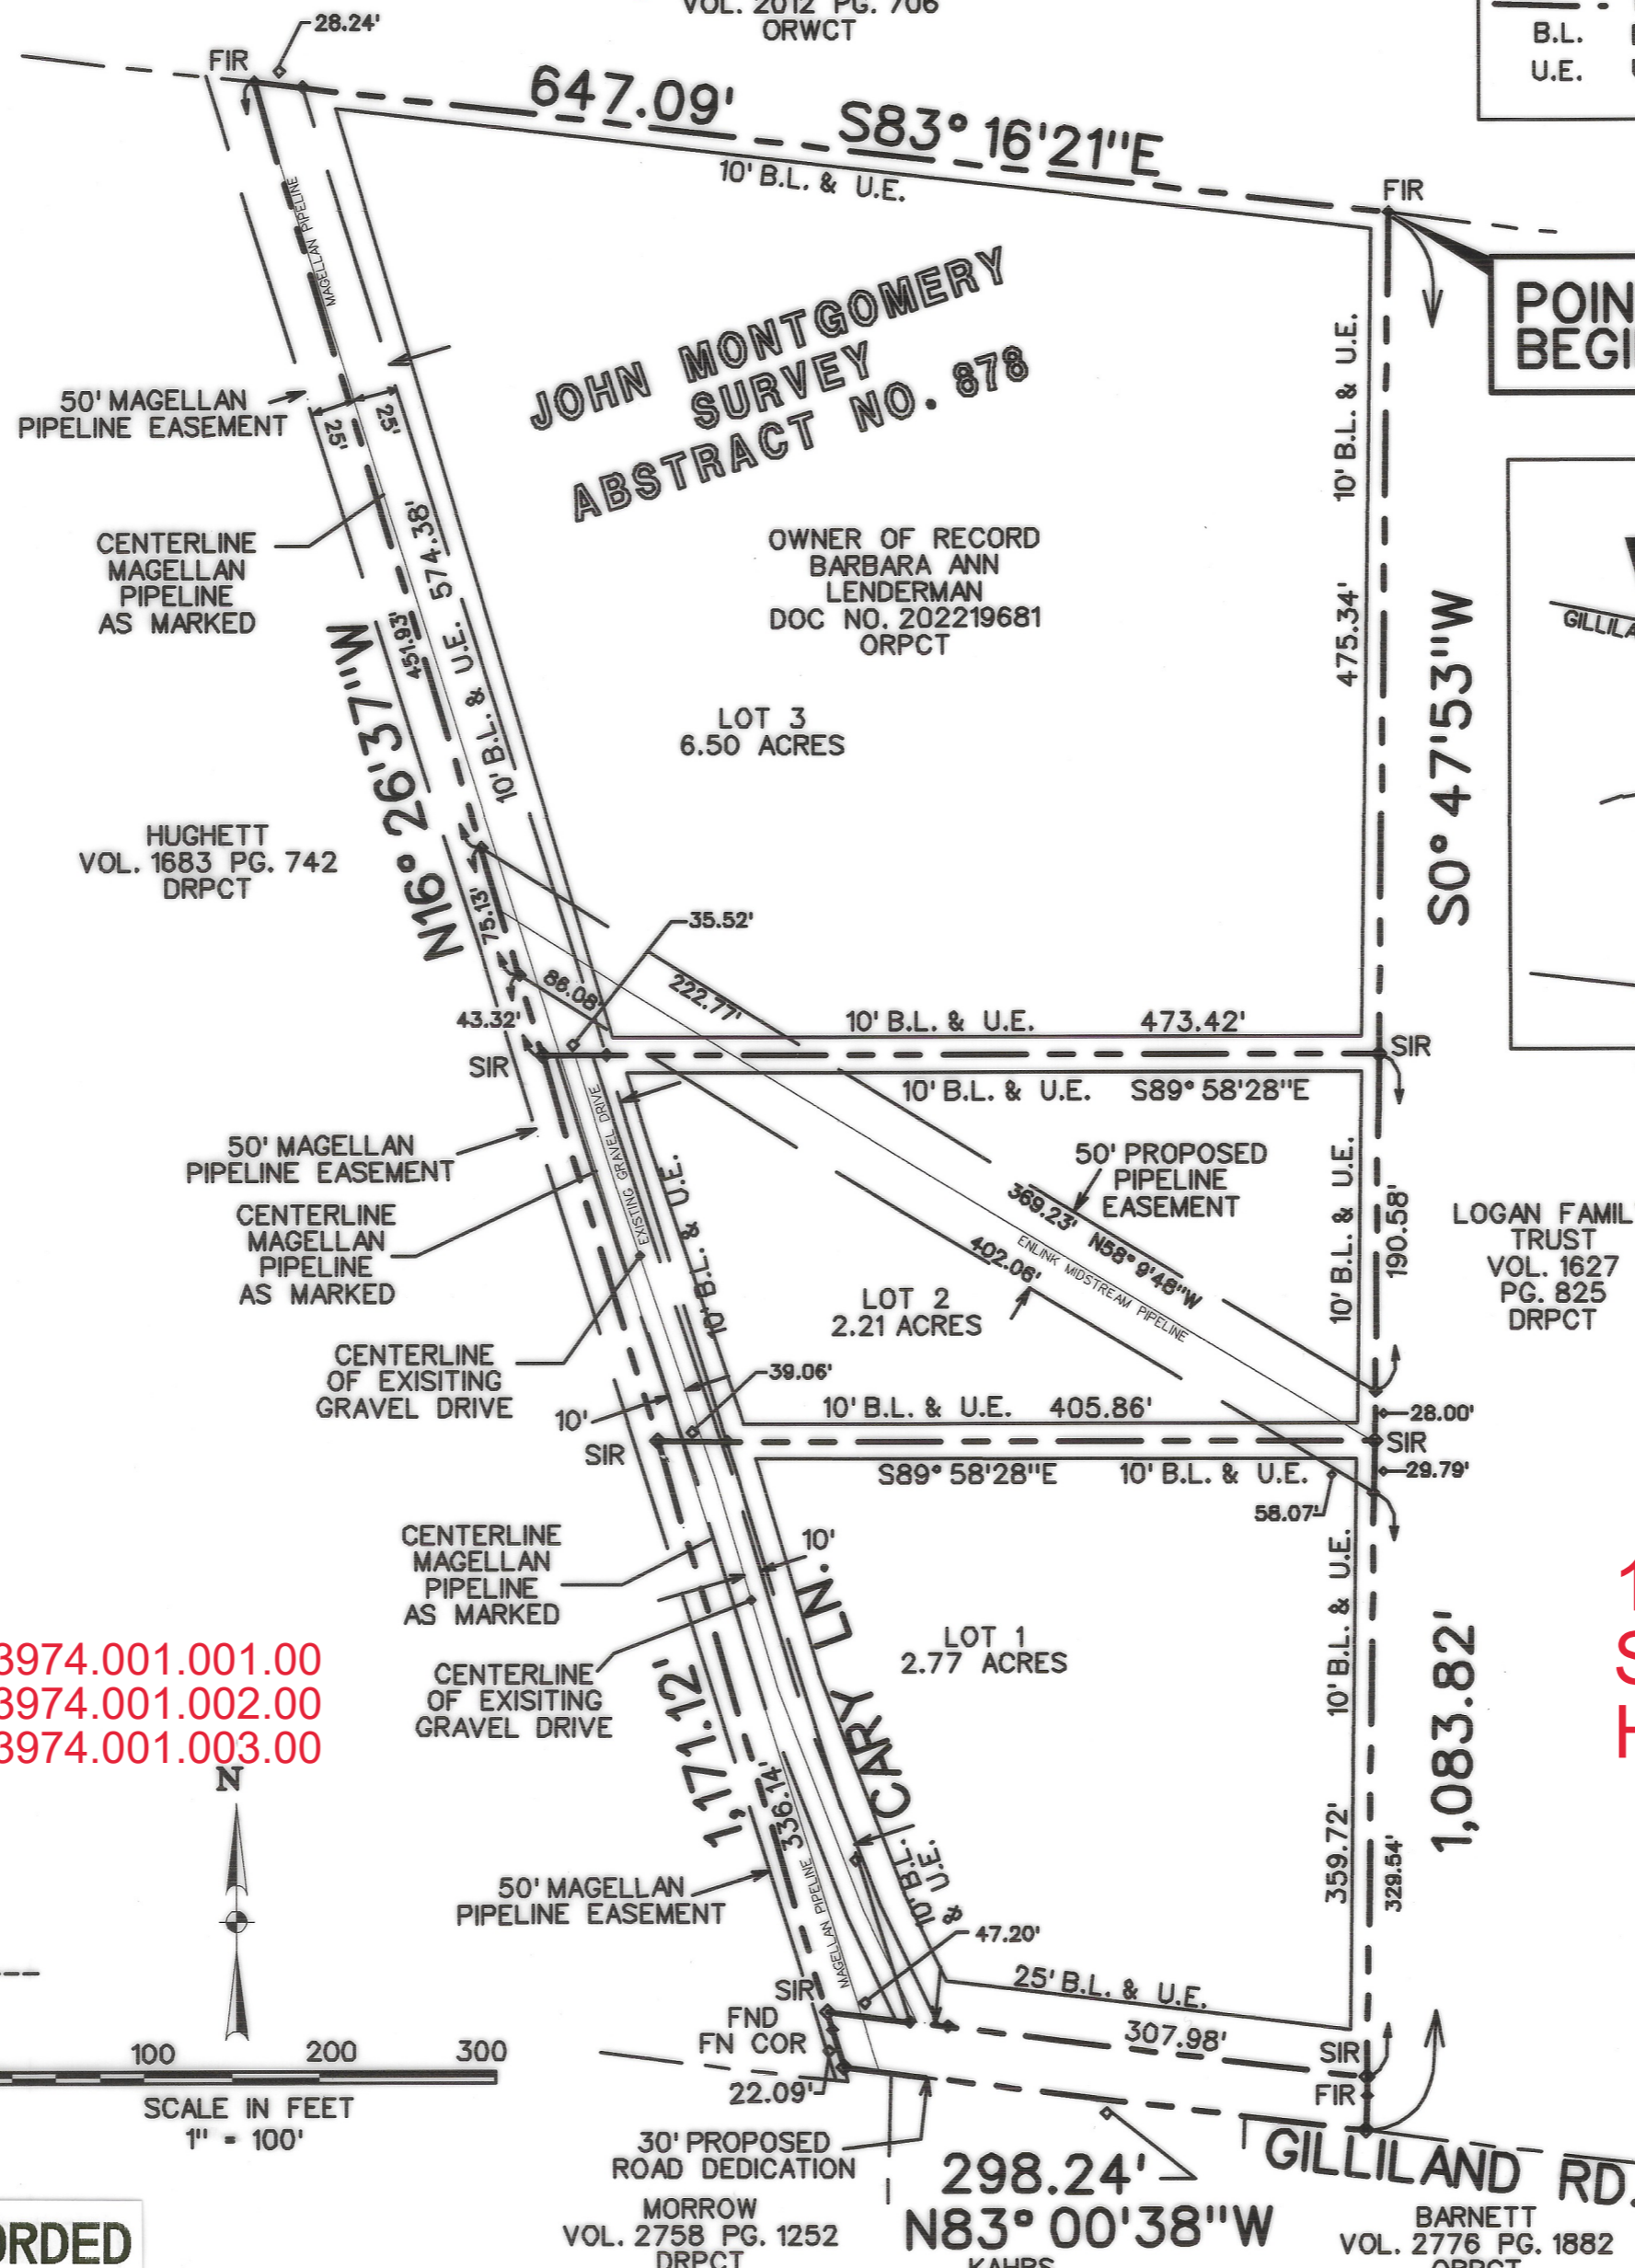 VOL. 2012 PG. 706
ORWCT
28.24'
FIR
647.09'
S83° 16'21"E
10' B.L. & U.E.
B.L.
U.E.
FIR
MAGELLAN PIPELINE
JOHN MONTGOMERY
SURVEY
ABSTRACT NO. 878
10' B.L. & U.E.
50' MAGELLAN
PIPELINE EASEMENT
25'
25'
CENTERLINE
MAGELLAN
PIPELINE
AS MARKED
574.38'
10' B.L. & U.E.
451.93'
N16° 26'37"W
OWNER OF RECORD
BARBARA ANN
LENDERMAN
DOC NO. 202219681
ORPCT
475.34'
S0° 47'53"W
LOT 3
6.50 ACRES
HUGHETT
VOL. 1683 PG. 742
DRPCT
75.13'
35.52'
86.08'
222.77'
43.32'
SIR
10' B.L. & U.E.
473.42'
SIR
10' B.L. & U.E.
S89° 58'28"E
EXISTING GRAVEL DRIVE
50' MAGELLAN
PIPELINE EASEMENT
CENTERLINE
MAGELLAN
PIPELINE
AS MARKED
10' B.L. & U.E.
50' PROPOSED
PIPELINE
EASEMENT
369.23'
N58° 9'48"W
402.06'
ENLINK MIDSTREAM PIPELINE
10' B.L. & U.E.
190.58'
TRUST
VOL. 1627
PG. 825
DRPCT
LOT 2
2.21 ACRES
CENTERLINE
OF EXISITING
GRAVEL DRIVE
39.06'
10'
SIR
10' B.L. & U.E.
405.86'
28.00'
SIR
S89° 58'28"E
10' B.L. & U.E.
29.79'
58.07'
CENTERLINE
MAGELLAN
PIPELINE
AS MARKED
10'
CARY LN.
LOT 1
2.77 ACRES
10' B.L. & U.E.
3974.001.001.00
3974.001.002.00
3974.001.003.00
CENTERLINE
OF EXISITING
GRAVEL DRIVE
1,171.12'
336.14'
1,083.82'
359.72'
329.54'
N
50' MAGELLAN
PIPELINE EASEMENT
MAGELLAN PIPELINE
10' B.L.
& U.E.
47.20'
SIR
FND
FN COR
25' B.L. & U.E.
307.98'
SIR
FIR
22.09'
100 200 300
SCALE IN FEET
1" = 100'
30' PROPOSED
ROAD DEDICATION
298.24'
N83° 00'38"W
GILLILAND RD.
MORROW
VOL. 2758 PG. 1252
DRPCT
BARNETT
VOL. 2776 PG. 1882
KAHRS